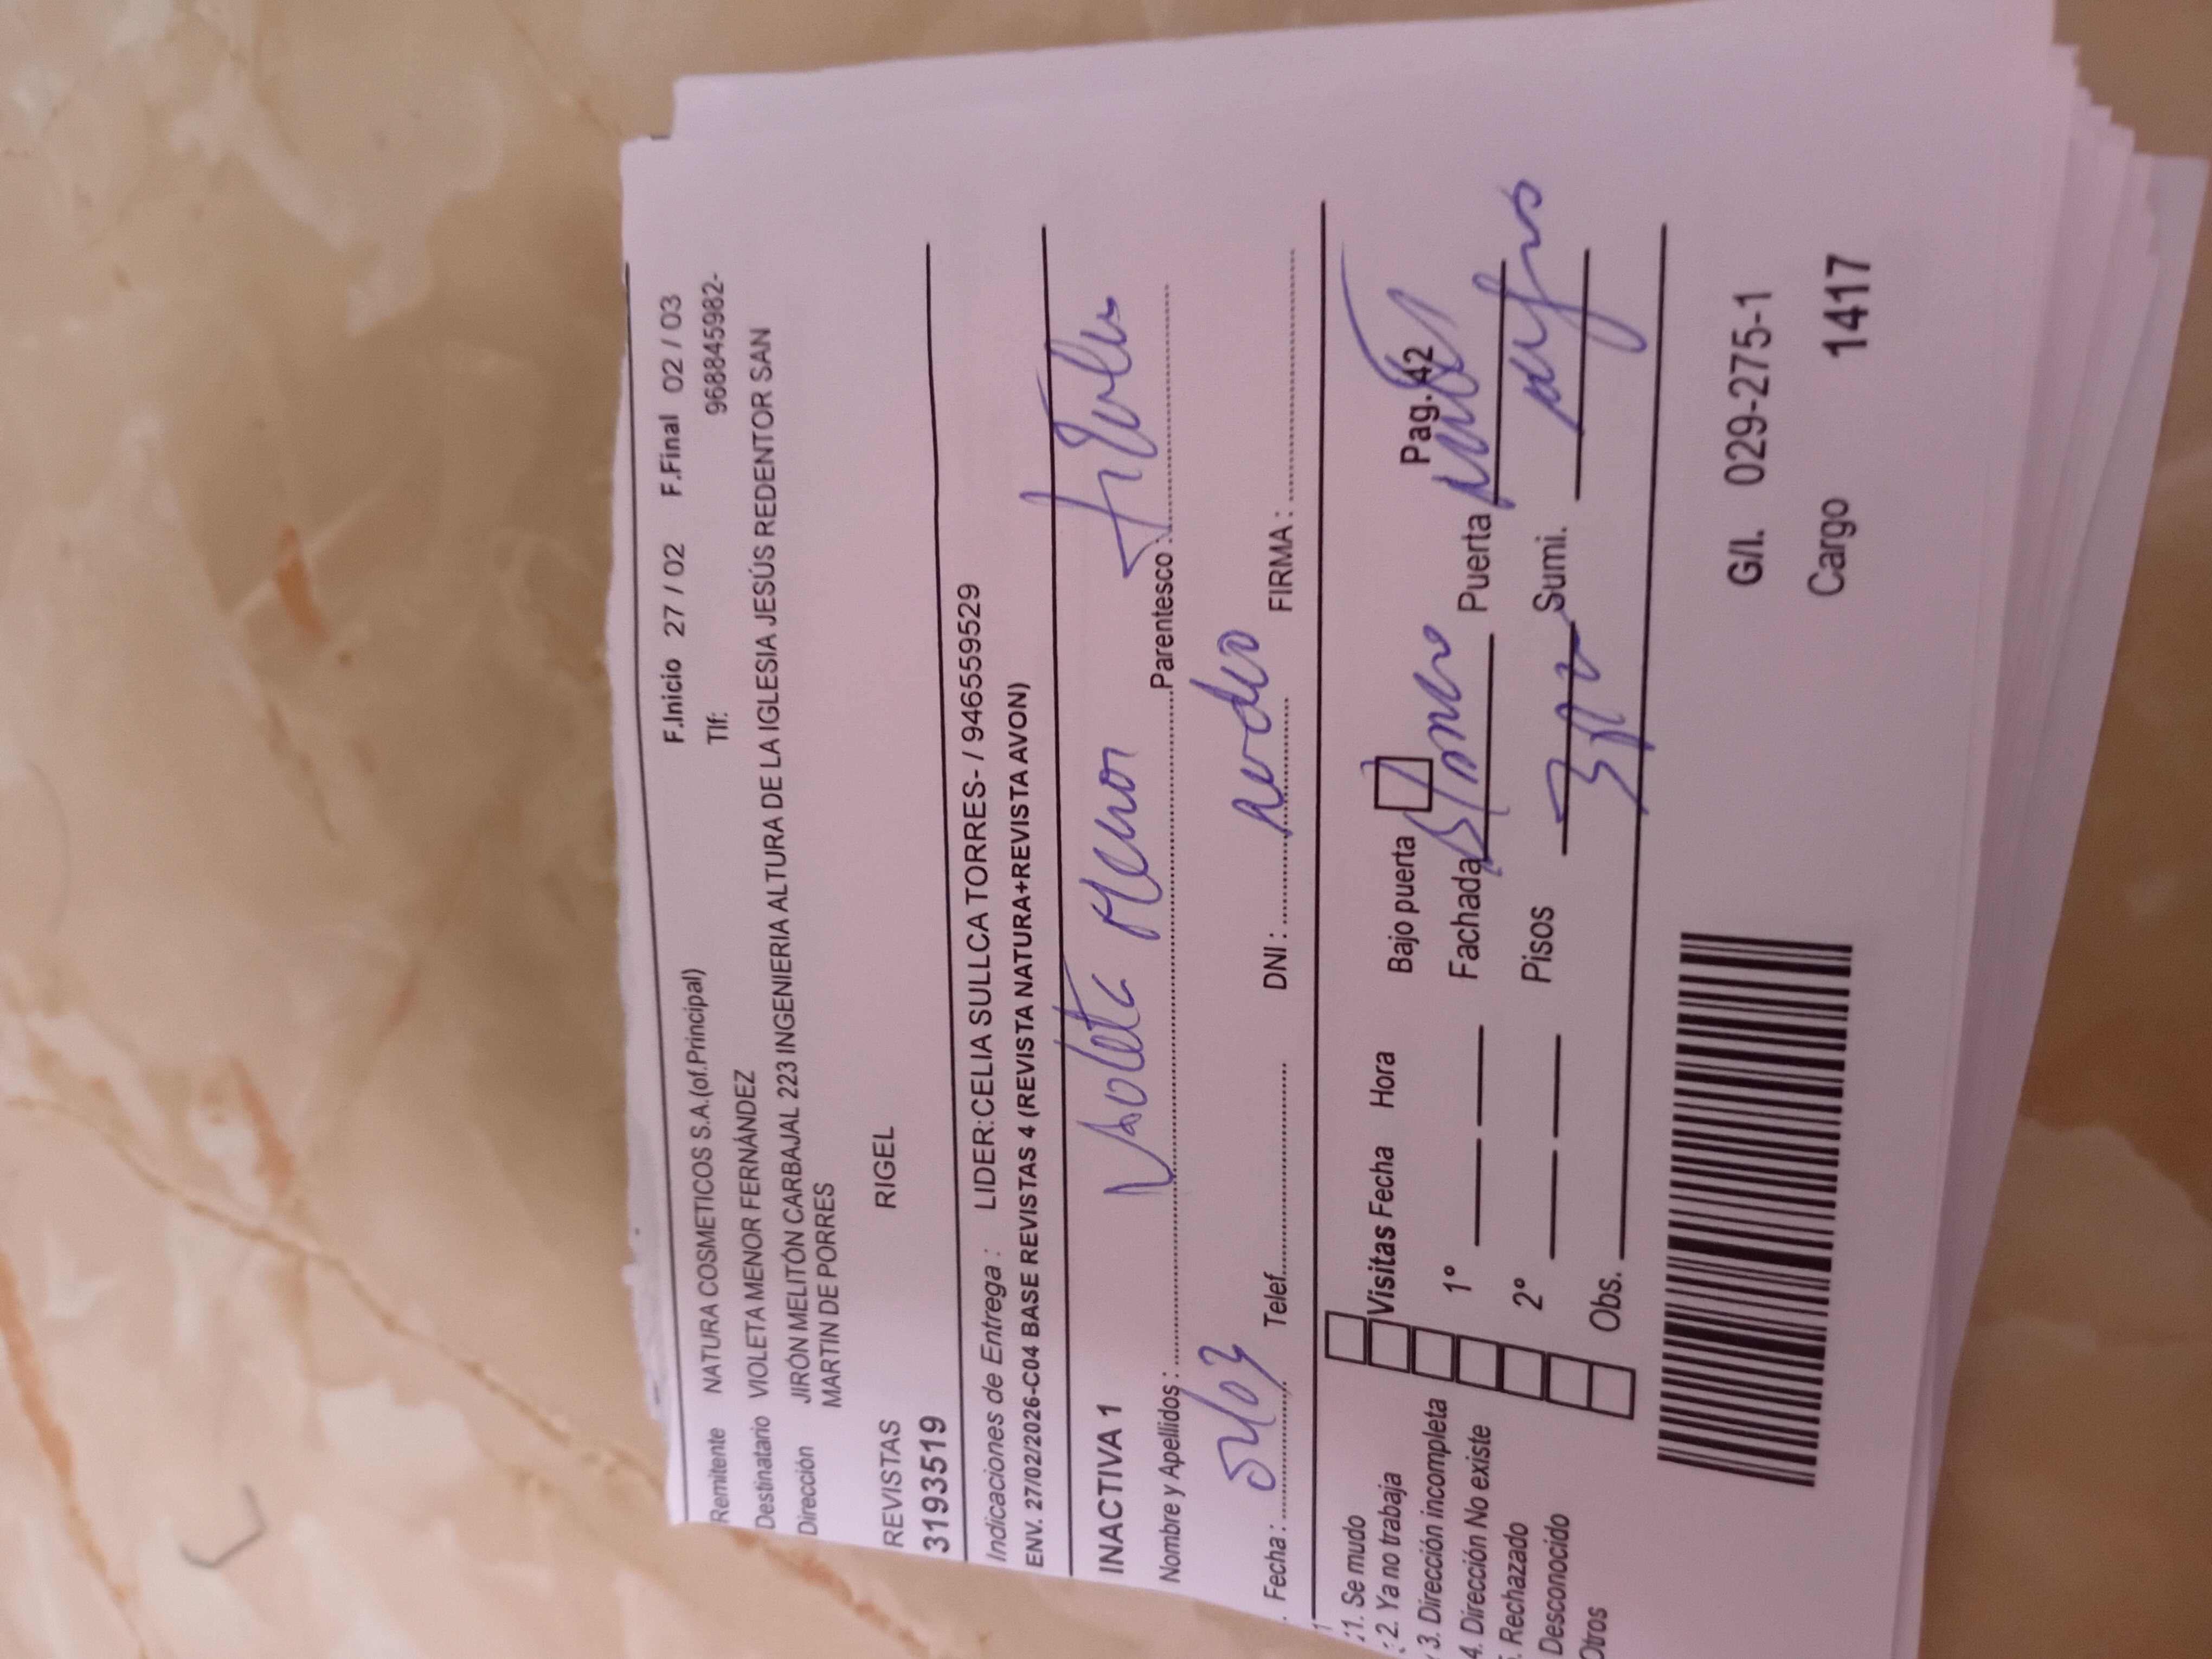 F.Inicio 27 / 02 F.Final 02 / 03
Remitente NATURA COSMETICOS S.A.(of.Principal) Tlf: 968845982-
Destinatario VIOLETA MENOR FERNÁNDEZ
Dirección JIRÓN MELITÓN CARBAJAL 223 INGENIERIA ALTURA DE LA IGLESIA JESÚS REDENTOR SAN
MARTIN DE PORRES
REVISTAS RIGEL
3193519
Indicaciones de Entrega : LIDER:CELIA SULLCA TORRES- / 946559529
ENV. 27/02/2026-C04 BASE REVISTAS 4 (REVISTA NATURA+REVISTA AVON)
INACTIVA 1
Violeta Menor Titular
Nombre y Apellidos : Parentesco :
Fecha : Telef. DNI : FIRMA :
1. Se mudo
2. Ya no trabaja Visitas Fecha Hora Bajo puerta Pag. 42
3. Dirección incompleta
4. Dirección No existe 1° Fachada Puerta
Rechazado 2° Pisos 3 Sumi.
Desconocido
Otros Obs.
G/I. 029-275-1
Cargo 1417